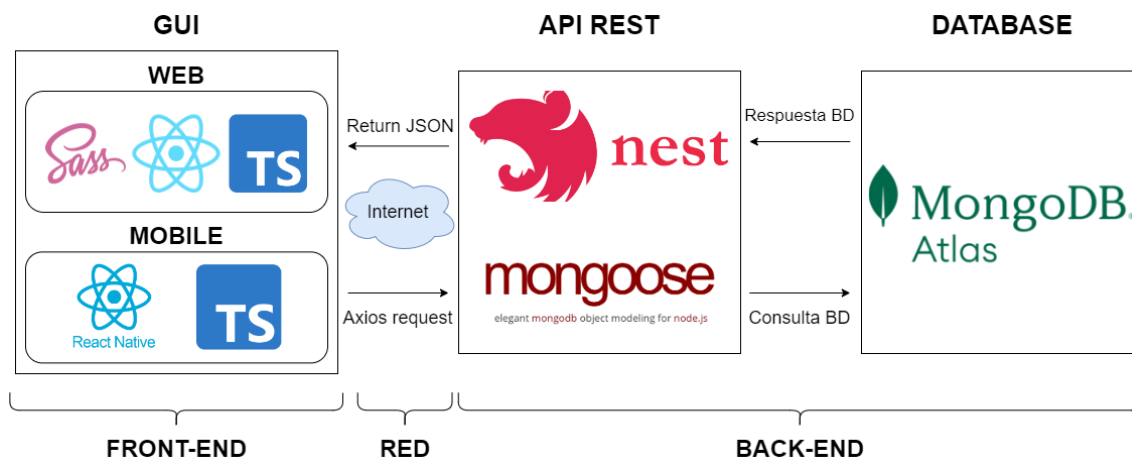 GUI
API REST
DATABASE
WEB
Sass
TS
MOBILE
React Native
TS
Return JSON
Internet
Axios request
nest
mongoose
elegant mongodb object modeling for node.js
Respuesta BD
Consulta BD
MongoDB®
Atlas
FRONT-END
RED
BACK-END